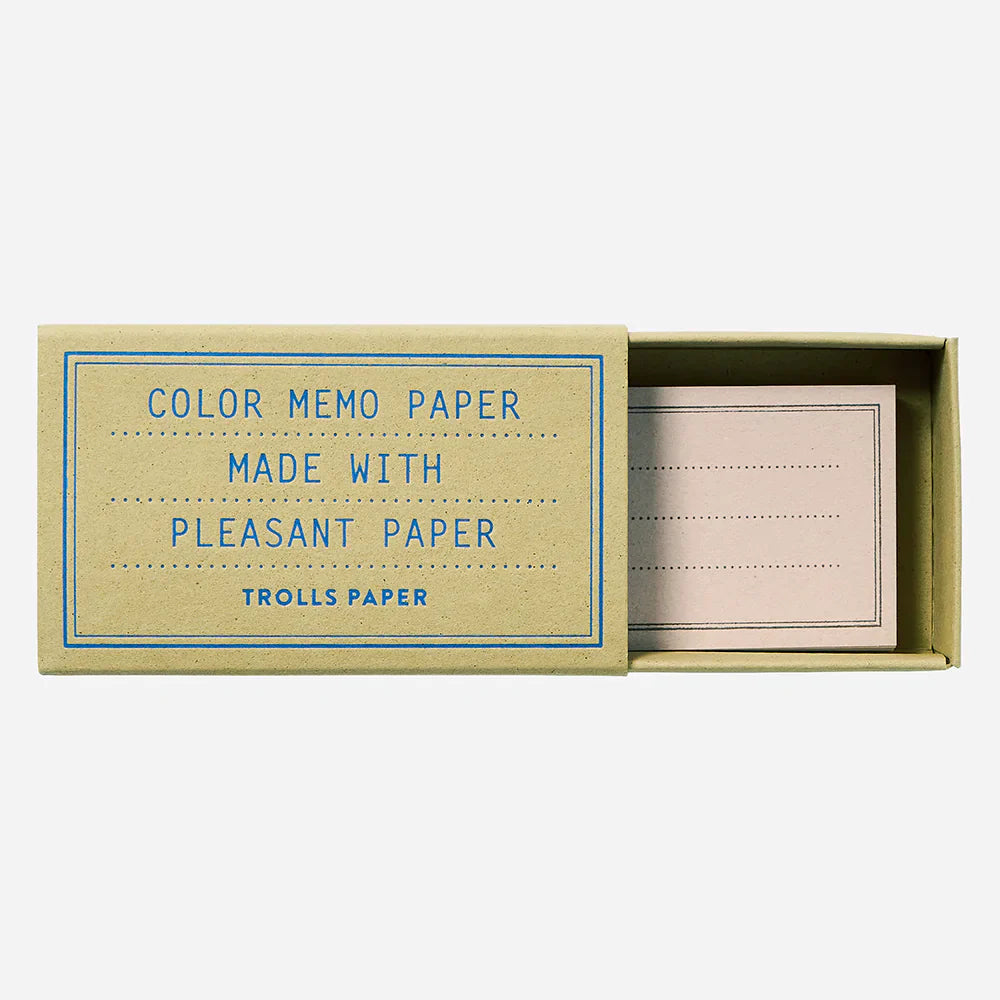 COLOR MEMO PAPER
MADE WITH
PLEASANT PAPER
TROLLS PAPER